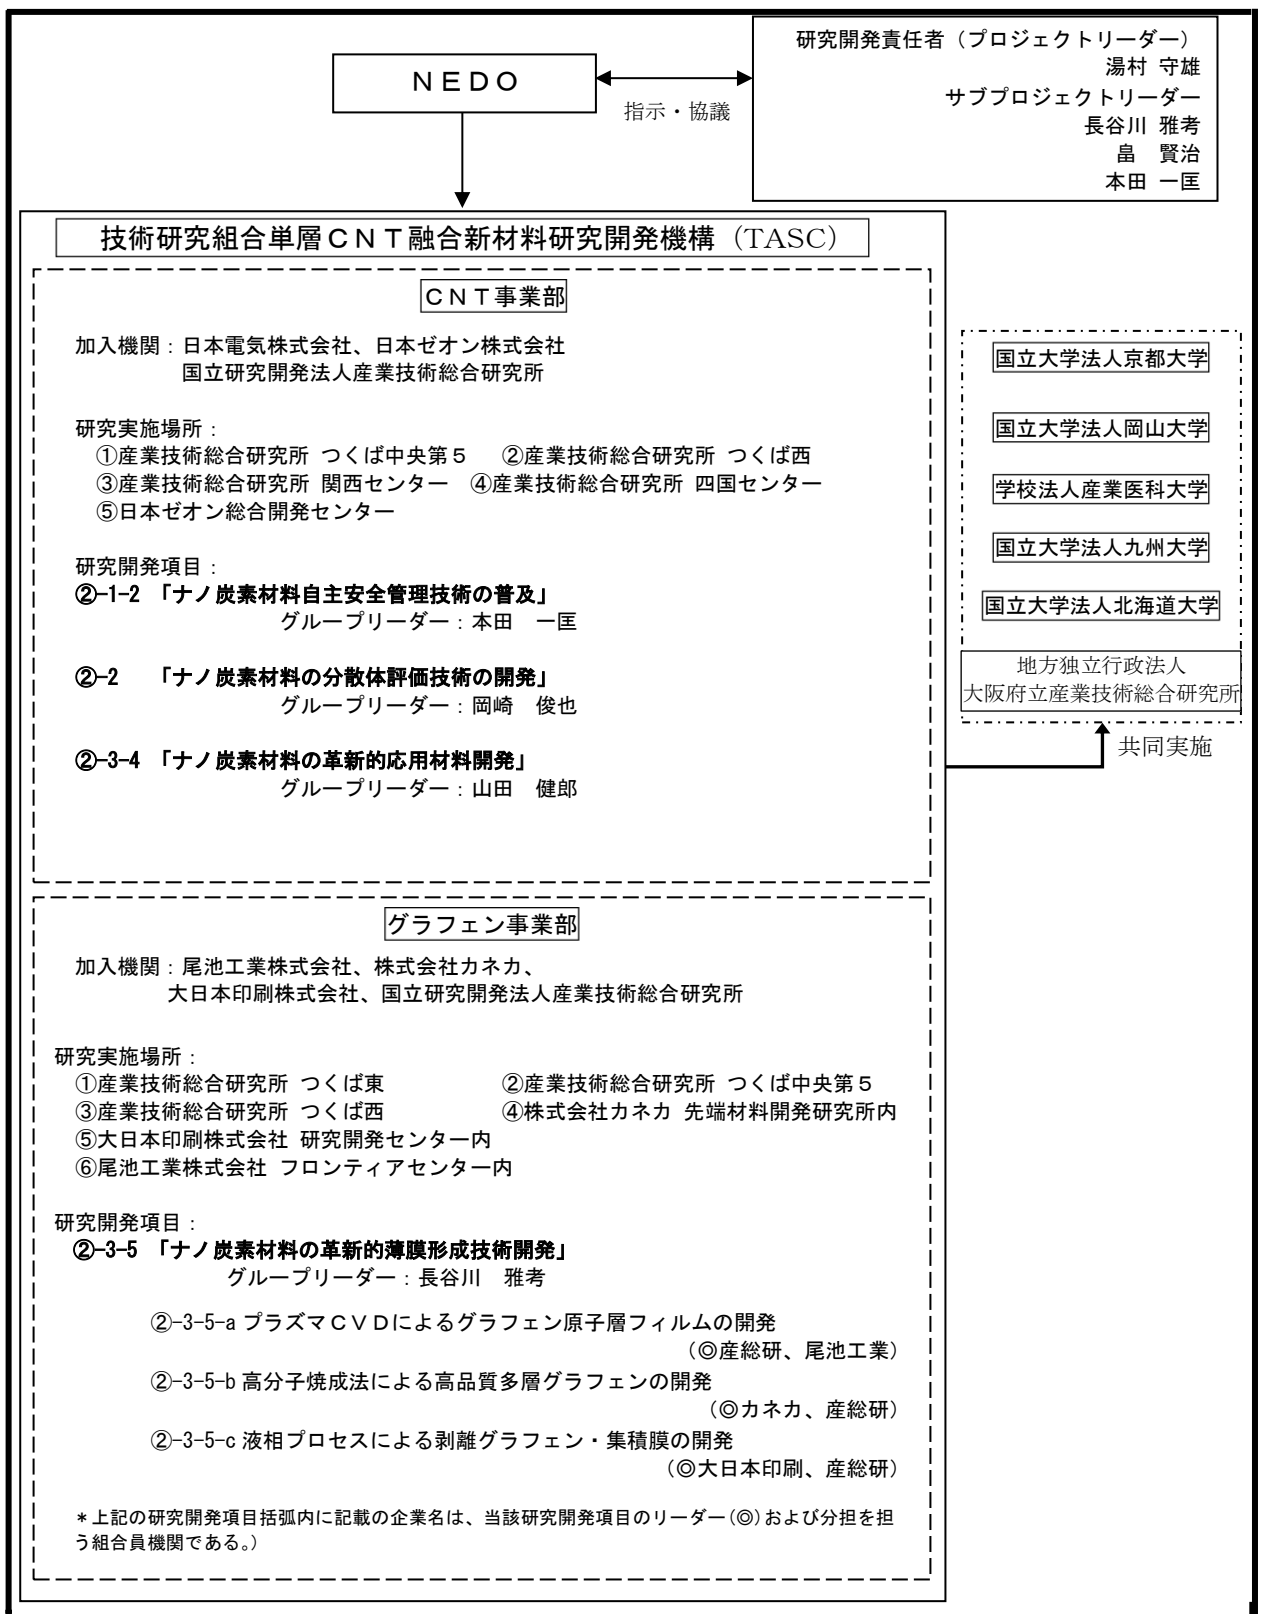 研究開発責任者（プロジェクトリーダー）
湯村 守雄
サブプロジェクトリーダー
長谷川 雅考
畠　賢治
本田 一匡
ＮＥＤＯ
指示・協議
技術研究組合単層ＣＮＴ融合新材料研究開発機構（TASC）
ＣＮＴ事業部
加入機関：日本電気株式会社、日本ゼオン株式会社
国立研究開発法人産業技術総合研究所
研究実施場所：
①産業技術総合研究所 つくば中央第５　②産業技術総合研究所 つくば西
③産業技術総合研究所 関西センター　④産業技術総合研究所 四国センター
⑤日本ゼオン総合開発センター
研究開発項目：
②-1-2 「ナノ炭素材料自主安全管理技術の普及」
グループリーダー：本田　一匡
②-2 「ナノ炭素材料の分散体評価技術の開発」
グループリーダー：岡崎　俊也
②-3-4 「ナノ炭素材料の革新的応用材料開発」
グループリーダー：山田　健郎
国立大学法人京都大学
国立大学法人岡山大学
学校法人産業医科大学
国立大学法人九州大学
国立大学法人北海道大学
地方独立行政法人
大阪府立産業技術総合研究所
共同実施
グラフェン事業部
加入機関：尾池工業株式会社、株式会社カネカ、
大日本印刷株式会社、国立研究開発法人産業技術総合研究所
研究実施場所：
①産業技術総合研究所 つくば東　②産業技術総合研究所 つくば中央第５
③産業技術総合研究所 つくば西　④株式会社カネカ 先端材料開発研究所内
⑤大日本印刷株式会社 研究開発センター内
⑥尾池工業株式会社 フロンティアセンター内
研究開発項目：
②-3-5 「ナノ炭素材料の革新的薄膜形成技術開発」
グループリーダー：長谷川　雅考
②-3-5-a プラズマＣＶＤによるグラフェン原子層フィルムの開発
（◎産総研、尾池工業）
②-3-5-b 高分子焼成法による高品質多層グラフェンの開発
（◎カネカ、産総研）
②-3-5-c 液相プロセスによる剥離グラフェン・集積膜の開発
（◎大日本印刷、産総研）
＊上記の研究開発項目括弧内に記載の企業名は、当該研究開発項目のリーダー(◎)および分担を担
う組合員機関である。）